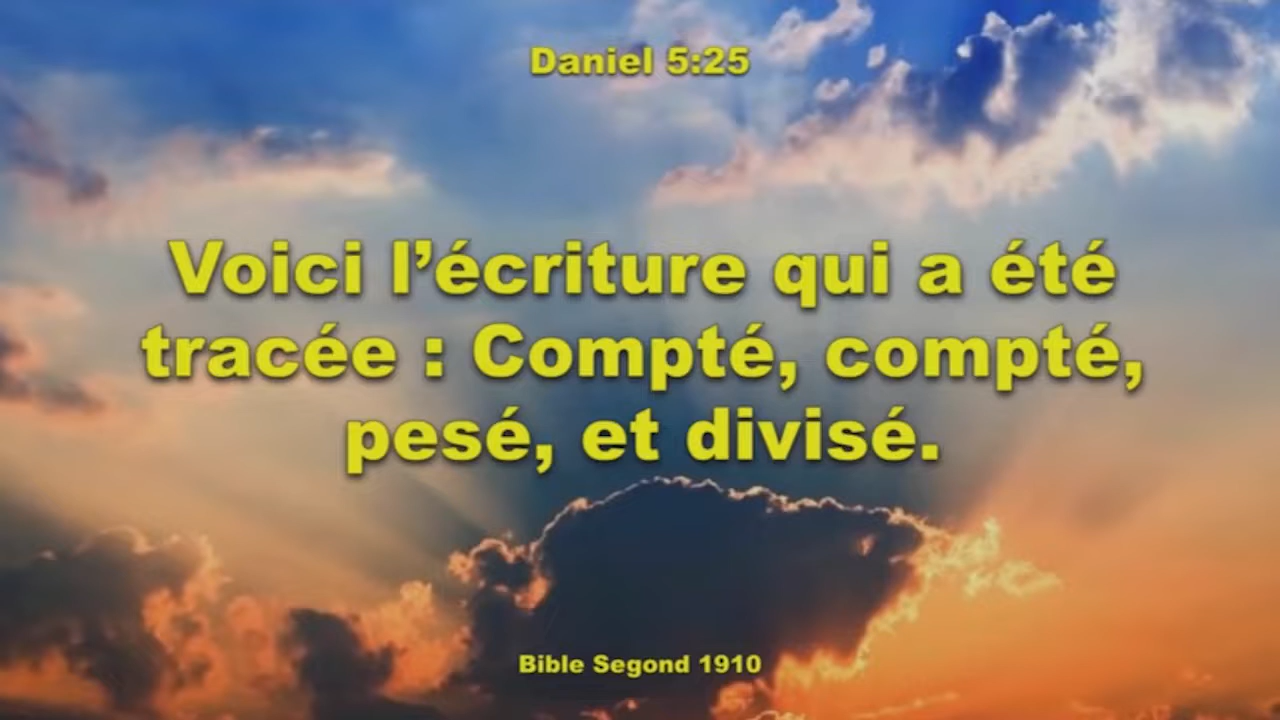 Daniel 5:25
Voici l’écriture qui a été
tracée : Compté, compté,
pesé, et divisé.
Bible Segond 1910